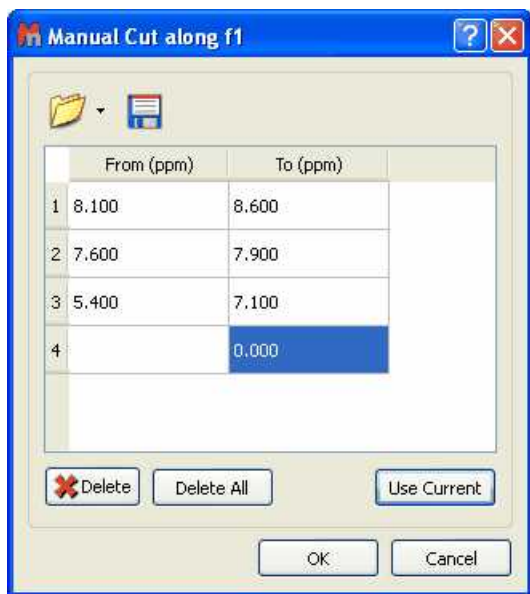 Manual Cut along f1
From (ppm) To (ppm)
1 8.100 8.600
2 7.600 7.900
3 5.400 7.100
4 0.000
Delete Delete All Use Current
OK Cancel